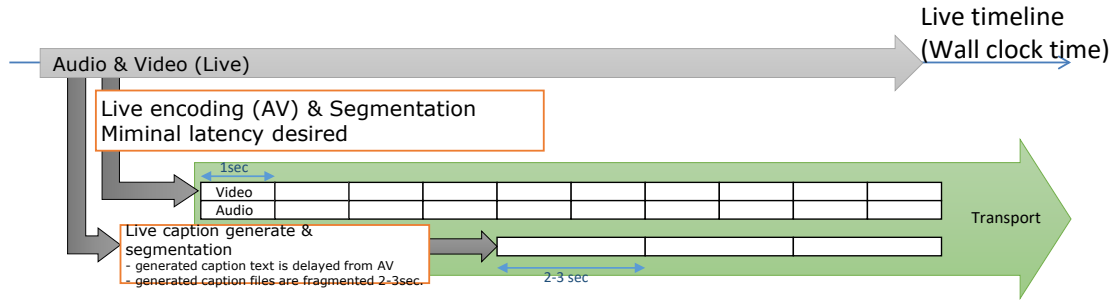 Live timeline
(Wall clock time)
Audio & Video (Live)
Live encoding (AV) & Segmentation
Miminal latency desired
1sec
Video
Audio
Transport
Live caption generate &
segmentation
- generated caption text is delayed from AV
- generated caption files are fragmented 2-3sec.
2-3 sec